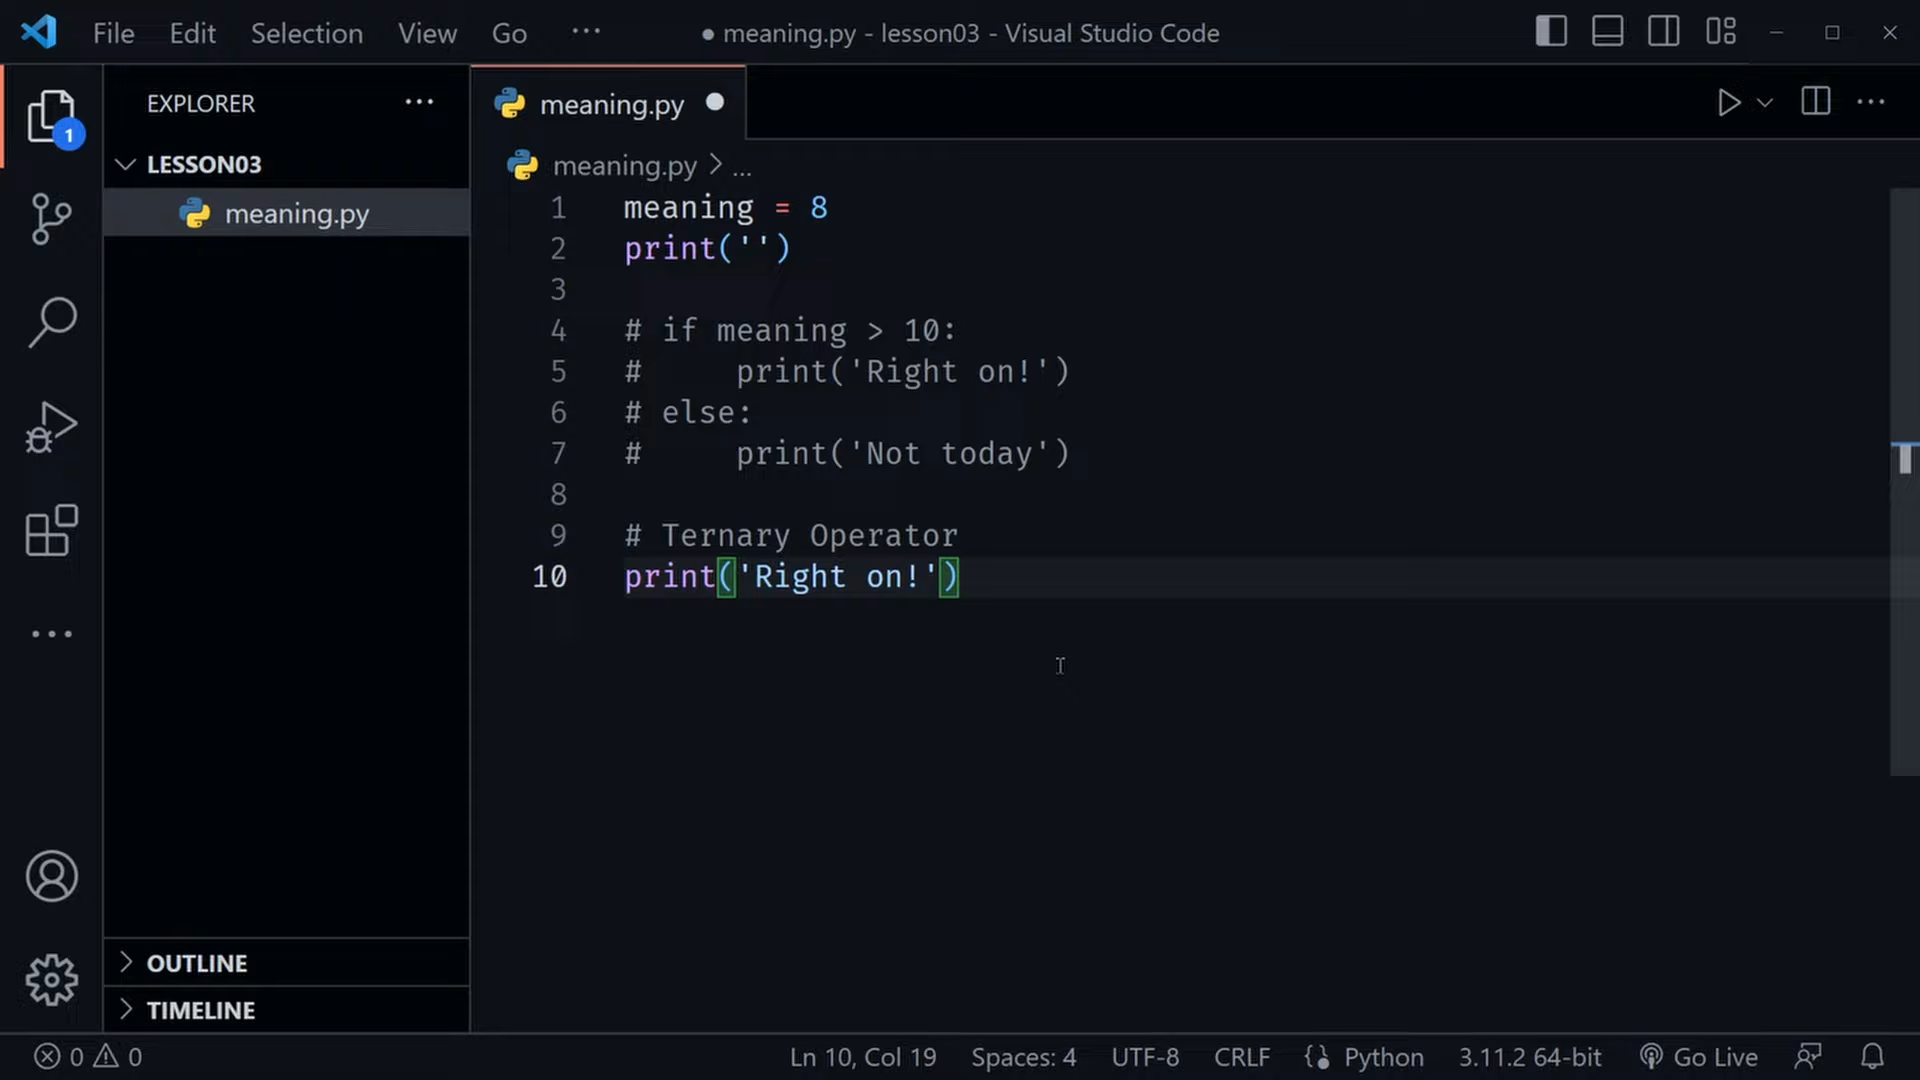 File Edit Selection View Go ···
● meaning.py - lesson03 - Visual Studio Code
EXPLORER ···
1
LESSON03
meaning.py
OUTLINE
TIMELINE
meaning.py ●
meaning.py > ...
1 meaning = 8
2 print('')
3
4 # if meaning > 10:
5 #     print('Right on!')
6 # else:
7 #     print('Not today')
8
9 # Ternary Operator
10 print('Right on!')
0 0 Ln 10, Col 19 Spaces: 4 UTF-8 CRLF Python 3.11.2 64-bit Go Live